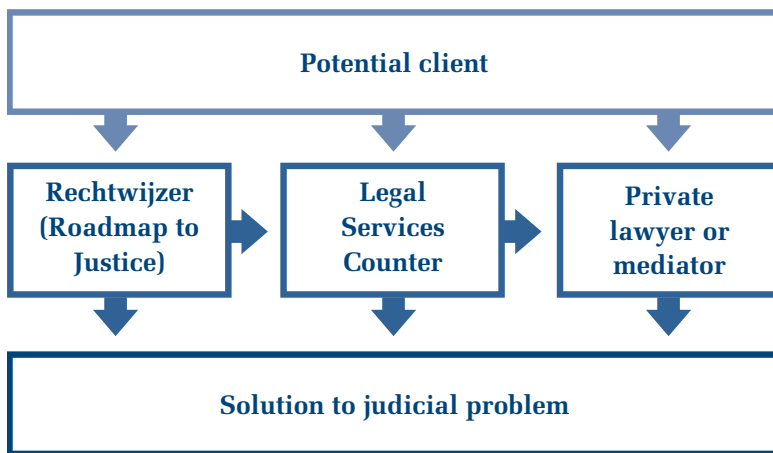 Potential client
Rechtwijzer
(Roadmap to
Justice)
Legal
Services
Counter
Private
lawyer or
mediator
Solution to judicial problem